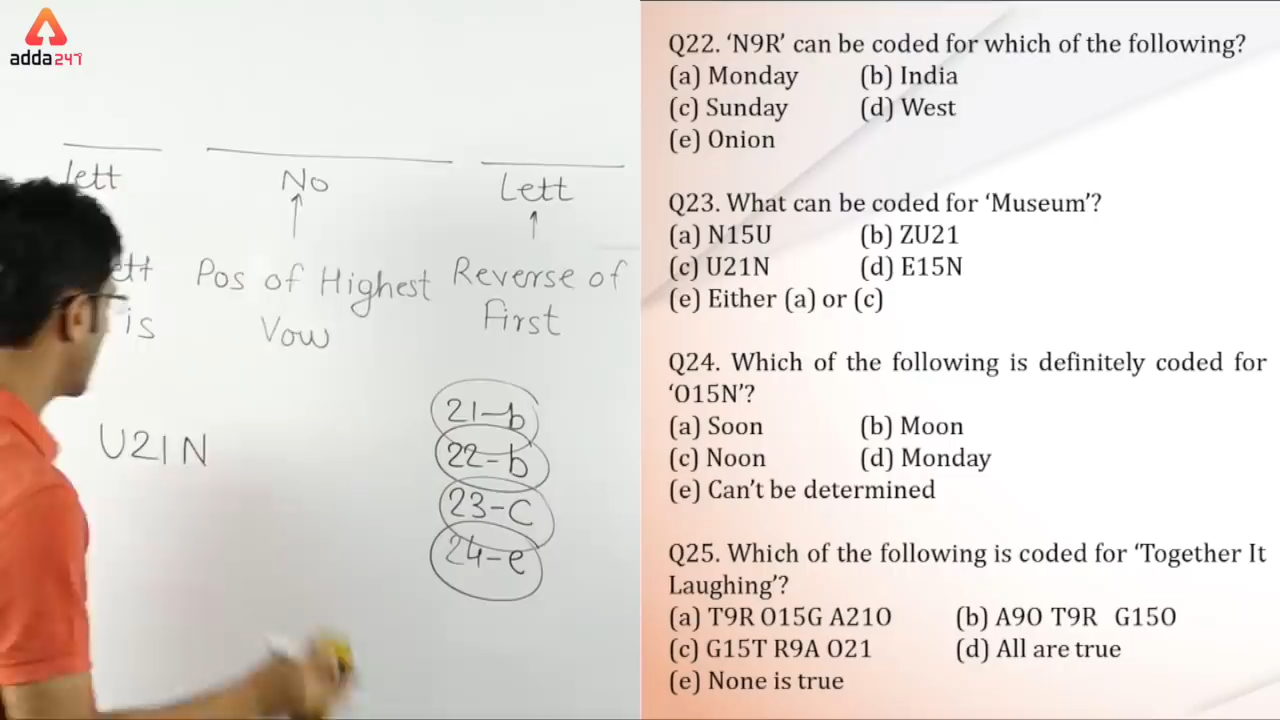 adda247
lett
No
Lett
ett Pos of Highest Reverse of
is Vow first
U21N
21-b
22-b
23-C
24-e
Q22. ‘N9R’ can be coded for which of the following?
(a) Monday (b) India
(c) Sunday (d) West
(e) Onion
Q23. What can be coded for ‘Museum’?
(a) N15U (b) ZU21
(c) U21N (d) E15N
(e) Either (a) or (c)
Q24. Which of the following is definitely coded for
‘O15N’?
(a) Soon (b) Moon
(c) Noon (d) Monday
(e) Can’t be determined
Q25. Which of the following is coded for ‘Together It
Laughing’?
(a) T9R O15G A21O (b) A9O T9R G15O
(c) G15T R9A O21 (d) All are true
(e) None is true